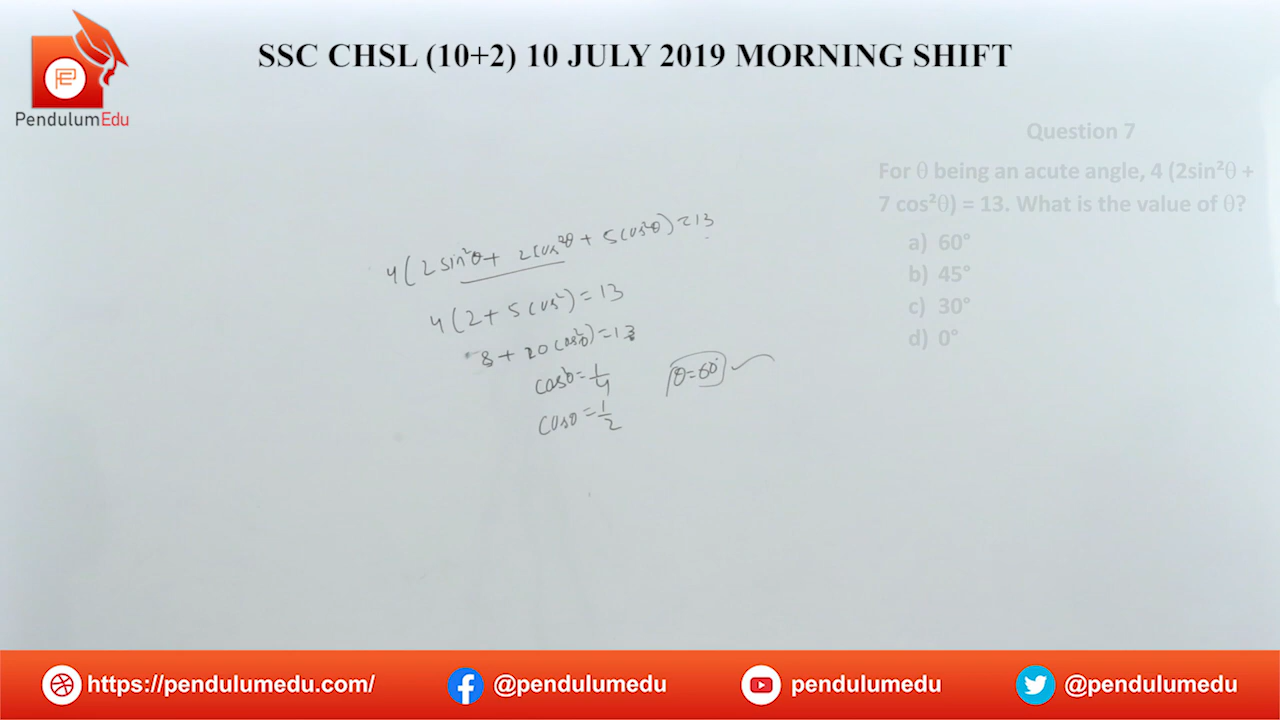 SSC CHSL (10+2) 10 JULY 2019 MORNING SHIFT
PendulumEdu
Question 7
For θ being an acute angle, 4 (2sin²θ +
7 cos²θ) = 13. What is the value of θ?
a) 60°
b) 45°
c) 30°
d) 0°
4(2sin²θ + 2cos²θ + 5cos²θ) = 13
4(2 + 5cos²) = 13
8 + 20cos²θ) = 13
cos²θ = 1/4
cosθ = 1/2
θ = 60°
https://pendulumedu.com/
@pendulumedu
pendulumedu
@pendulumedu